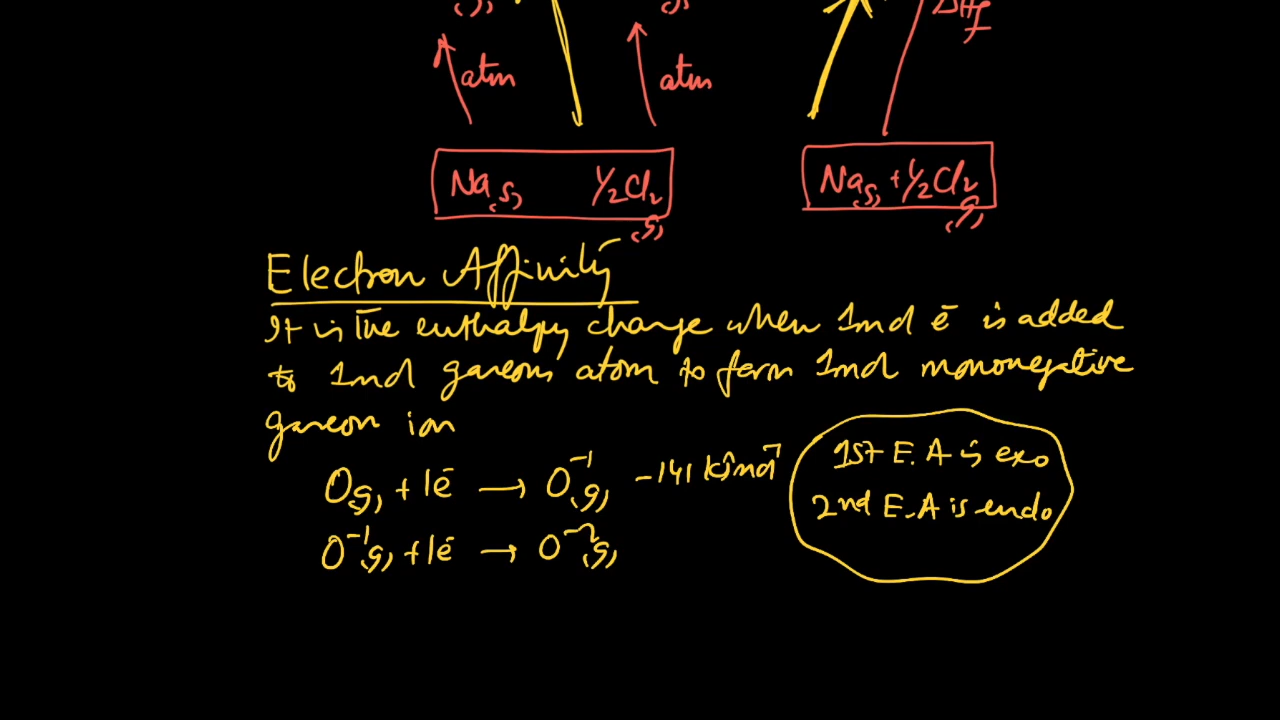 (g)
(g)
ΔHf
atm
atm
Na(s) 1/2Cl2(g)
Na(s) + 1/2Cl2(g)
Electron Affinity
It is the enthalpy change when 1mol ē is added
to 1mol gaseous atom to form 1mol mononegative
gaseous ion
O(g) + 1ē → O⁻¹(g) -141 kJmol⁻¹
O⁻¹(g) + 1ē → O⁻²(g)
1st E.A is exo
2nd E.A is endo